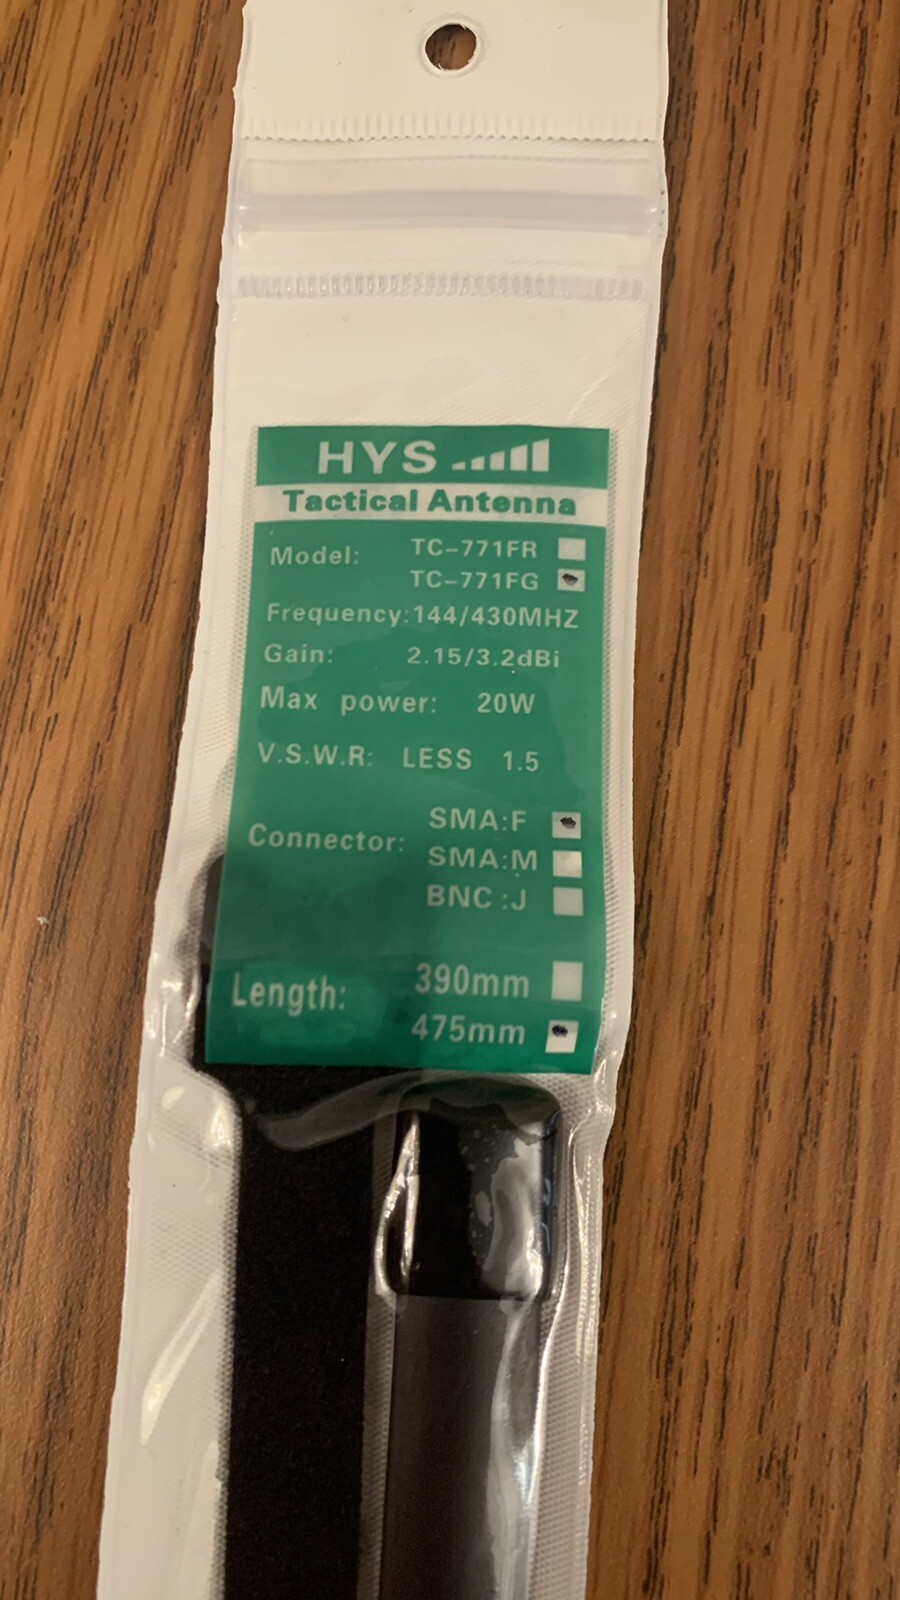 HYS
Tactical Antenna
Model: TC-771FR
TC-771FG
Frequency:144/430MHZ
Gain: 2.15/3.2dBi
Max power: 20W
V.S.W.R: LESS 1.5
Connector: SMA:F
SMA:M
BNC :J
Length: 390mm
475mm